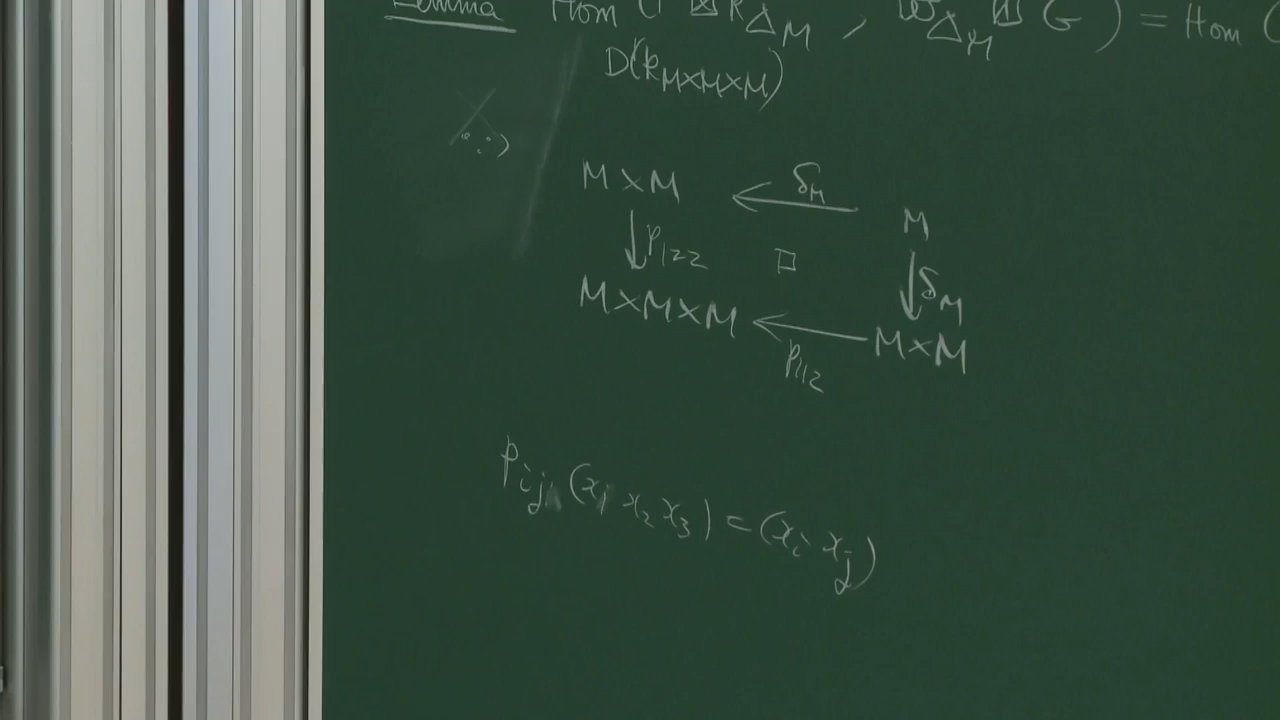 Lemma Hom ( ⊠ k_{Δ_M} , ω_{Δ_M} ⊠ G ) = Hom (
D(k_{M×M×M})
∵)
M×M ←δ_M M
↓ p_{122} □ ↓ δ_M
M×M×M ←p_{112} M×M
p_{ij} (x_1 x_2 x_3) = (x_i x_j)